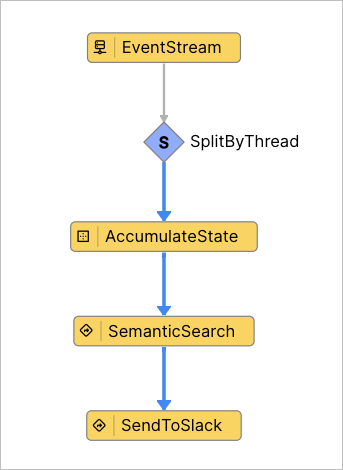 EventStream
S
SplitByThread
AccumulateState
SemanticSearch
SendToSlack